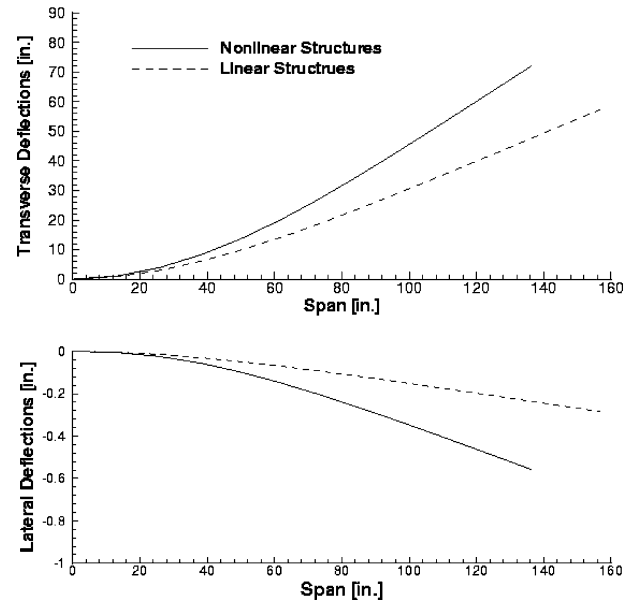 90
80
70
60
50
40
30
20
10
0
Transverse Deflections [in.]
Nonlinear Structures
Linear Structrues
0 20 40 60 80 100 120 140 160
Span [in.]
0
-0.2
-0.4
-0.6
-0.8
-1
Lateral Deflections [in.]
0 20 40 60 80 100 120 140 160
Span [in.]